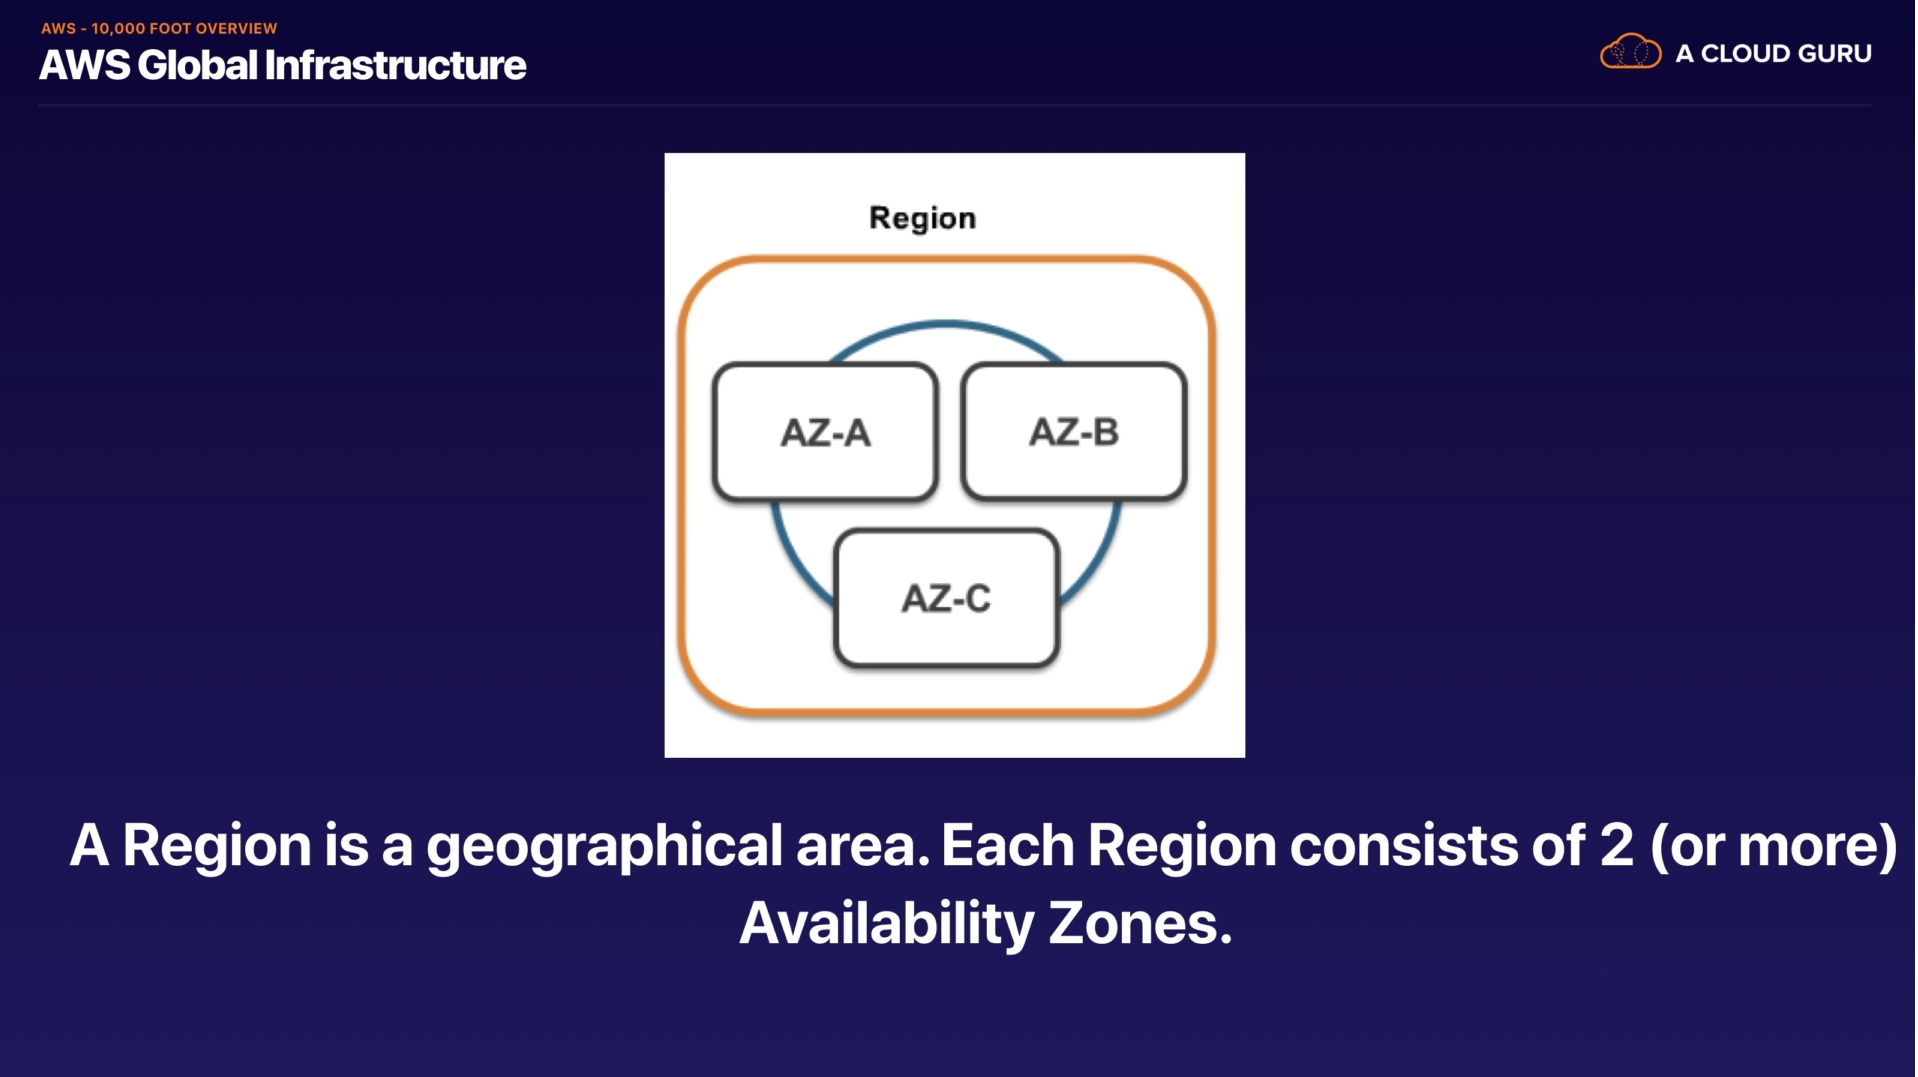 AWS - 10,000 FOOT OVERVIEW
AWS Global Infrastructure
A CLOUD GURU
Region
AZ-A
AZ-B
AZ-C
A Region is a geographical area. Each Region consists of 2 (or more)
Availability Zones.